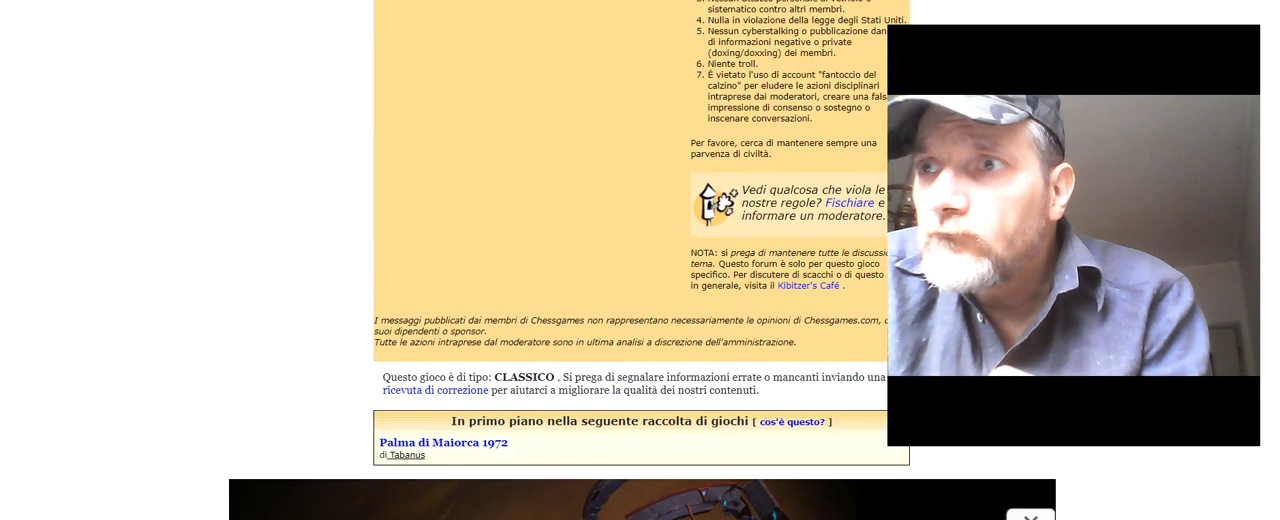 sistematico contro altri membri.
4. Nulla in violazione della legge degli Stati Uniti.
5. Nessun cyberstalking o pubblicazione
di informazioni negative o private
(doxing/doxxing) dei membri.
6. Niente troll.
7. È vietato l'uso di account "fantoccio del
calzino" per eludere le azioni disciplinari
intraprese dai moderatori, creare una
impressione di consenso o sostegno o
inscenare conversazioni.
Per favore, cerca di mantenere sempre una
parvenza di civiltà.
Vedi qualcosa che viola le
nostre regole? Fischiare e
informare un moderatore.
NOTA: si prega di mantenere tutte le
tema. Questo forum è solo per questo gioco
specifico. Per discutere di scacchi o di questo
in generale, visita il Kibitzer's Café .
I messaggi pubblicati dai membri di Chessgames non rappresentano necessariamente le opinioni di Chessgames.com,
suoi dipendenti o sponsor.
Tutte le azioni intraprese dal moderatore sono in ultima analisi a discrezione dell'amministrazione.
Questo gioco è di tipo: CLASSICO . Si prega di segnalare informazioni errate o mancanti inviando una
ricevuta di correzione per aiutarci a migliorare la qualità dei nostri contenuti.
In primo piano nella seguente raccolta di giochi [ cos'è questo? ]
Palma di Maiorca 1972
di Tabanus